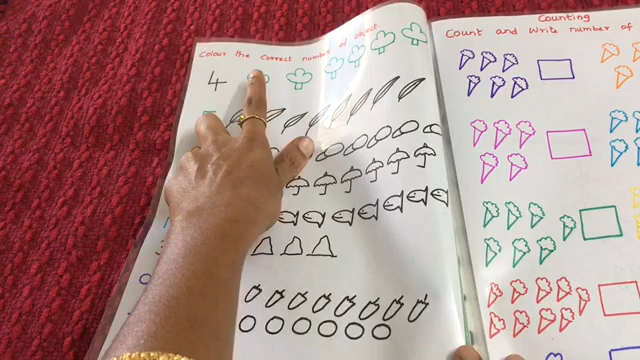 Colour the correct number of object
4
Counting
Count and Write number of